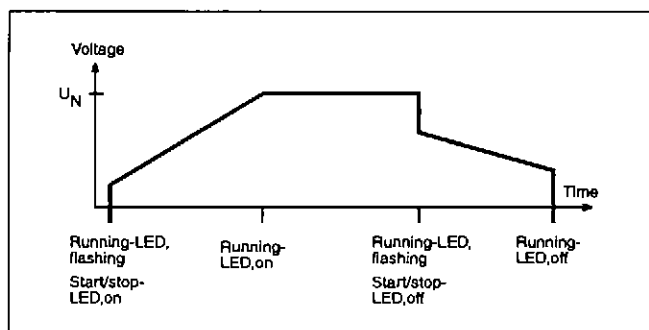 Voltage
UN
Time
Running-LED,
flashing
Start/stop-
LED,on
Running-
LED,on
Running-LED,
flashing
Start/stop-
LED,off
Running-
LED,off